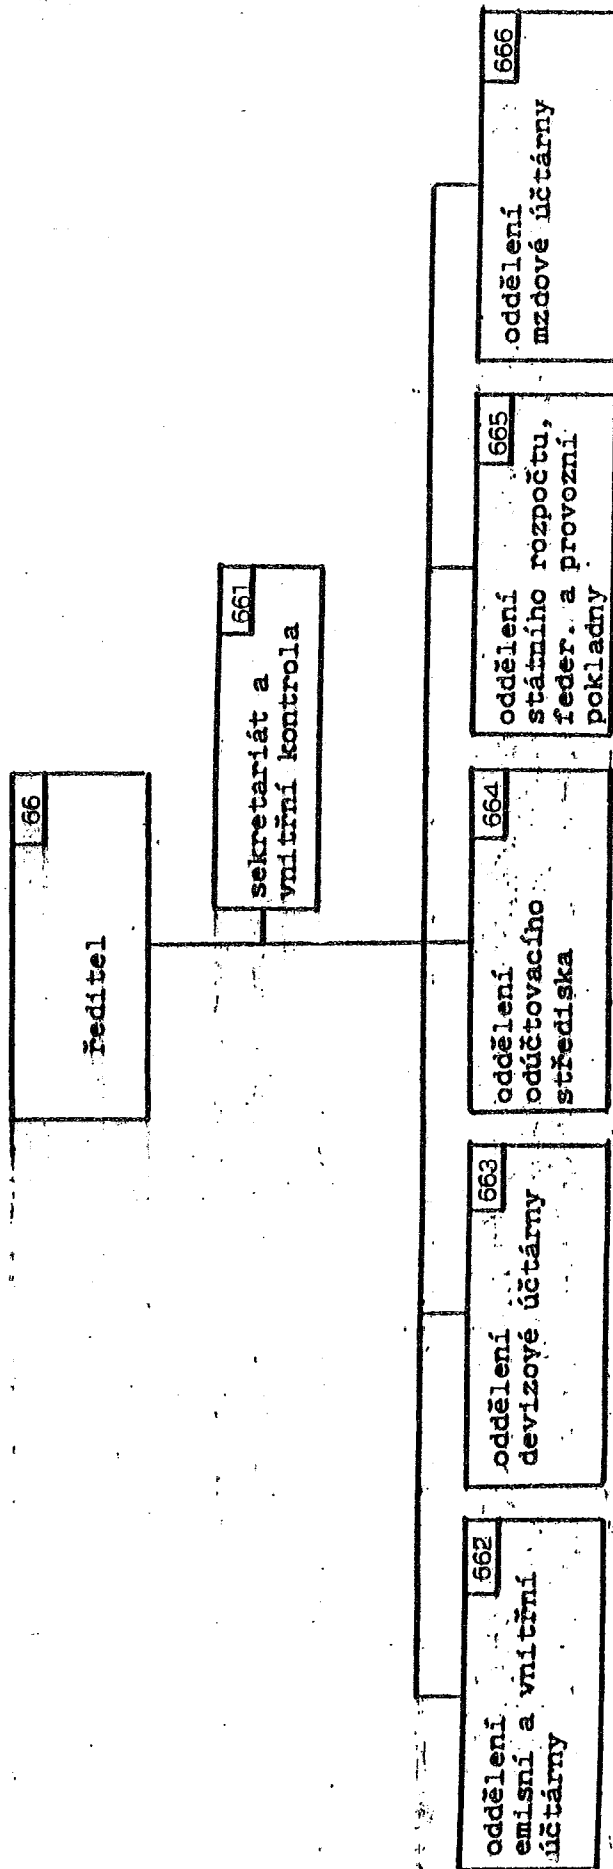 66
ředitel
661
sekretariát a
vnitřní kontrola
662
oddělení
emisní a vnitřní
účtárny
663
oddělení
devizové účtárny
664
oddělení
odúčtovacího
střediska
665
oddělení
státního rozpočtu,
feder. a provozní
pokladny
666
oddělení
mzdové účtárny